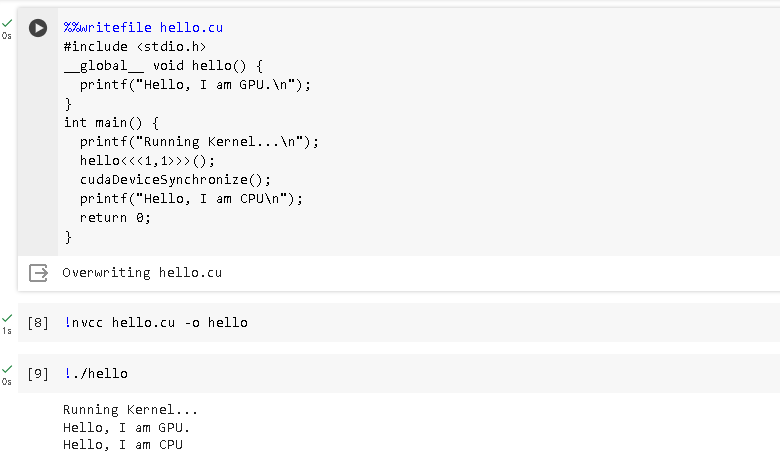 0s
%%writefile hello.cu
#include <stdio.h>
__global__ void hello() {
  printf("Hello, I am GPU.\n");
}
int main() {
  printf("Running Kernel...\n");
  hello<<<1,1>>>();
  cudaDeviceSynchronize();
  printf("Hello, I am CPU\n");
  return 0;
}
Overwriting hello.cu
1s [8] !nvcc hello.cu -o hello
0s [9] !./hello
Running Kernel...
Hello, I am GPU.
Hello, I am CPU